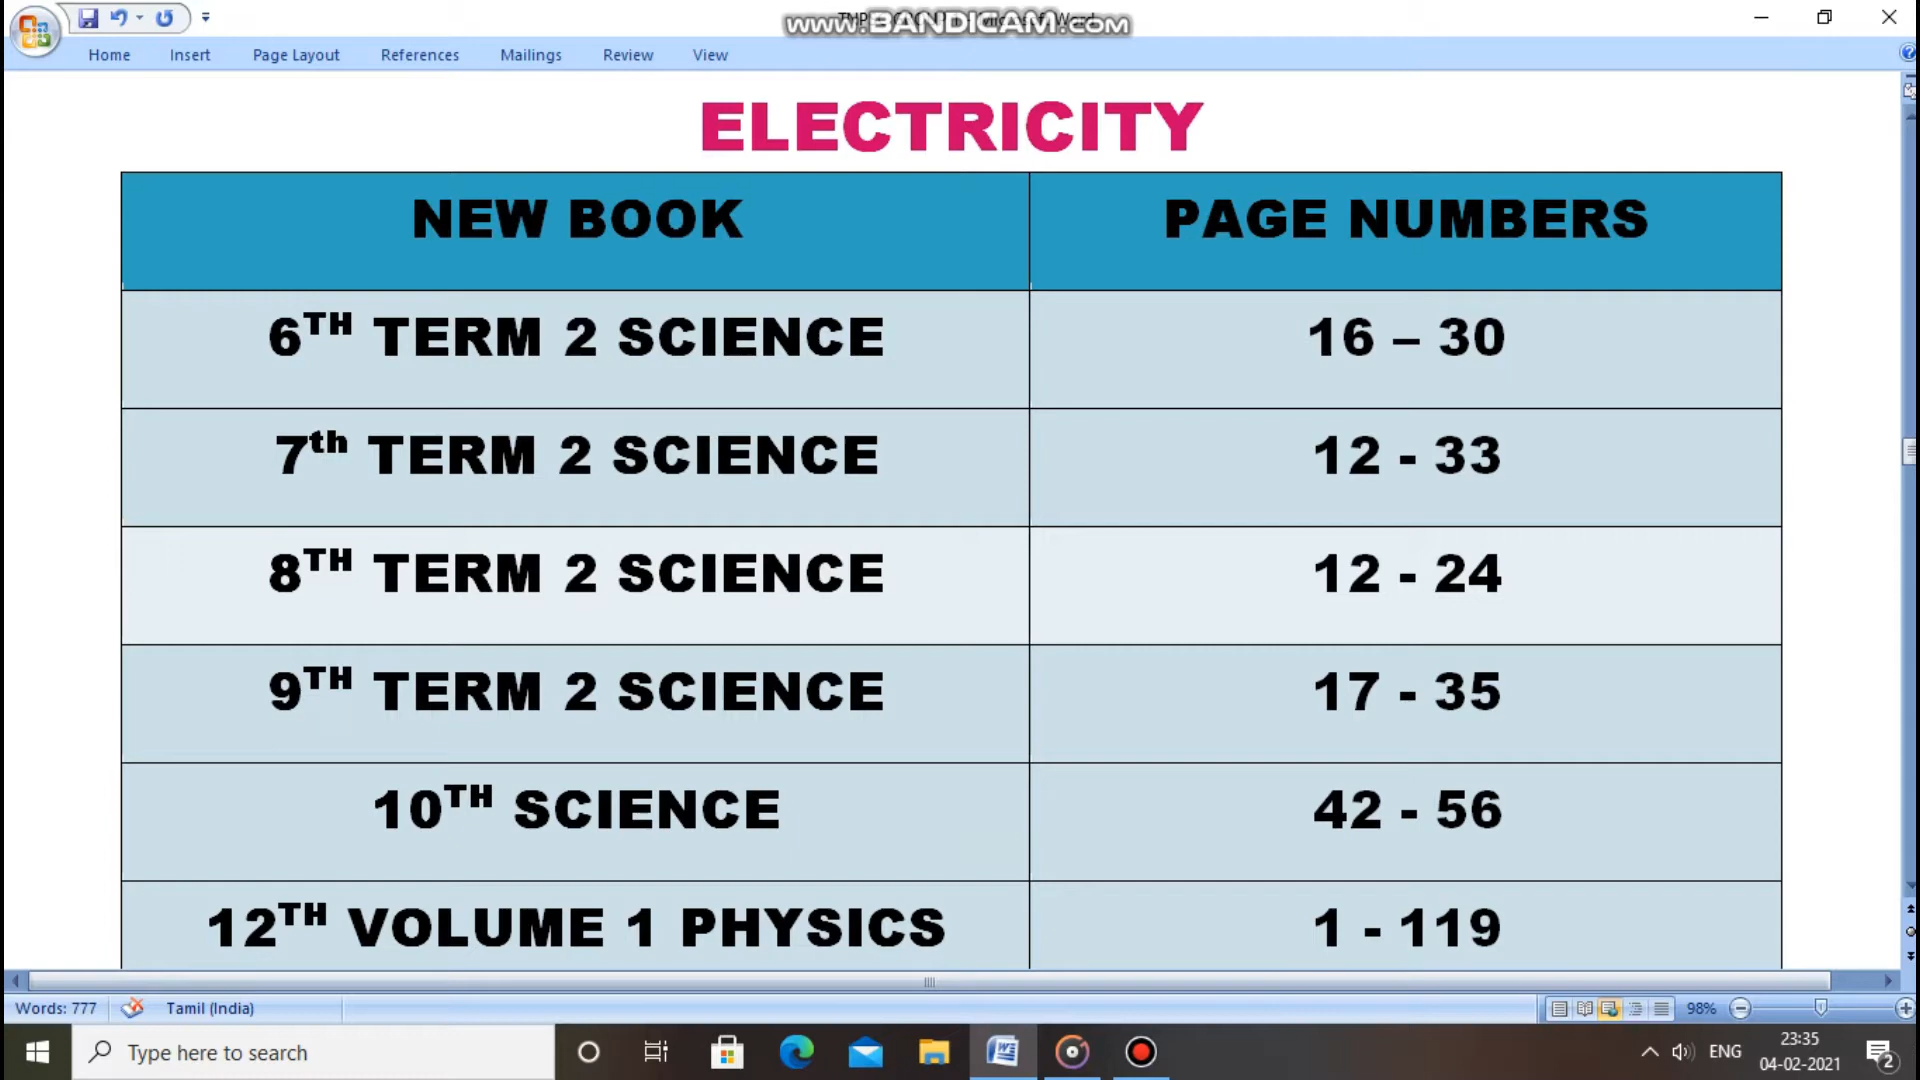 www.BANDICAM.com
Home Insert Page Layout References Mailings Review View
ELECTRICITY
NEW BOOK PAGE NUMBERS
6TH TERM 2 SCIENCE 16 – 30
7th TERM 2 SCIENCE 12 - 33
8TH TERM 2 SCIENCE 12 - 24
9TH TERM 2 SCIENCE 17 - 35
10TH SCIENCE 42 - 56
12TH VOLUME 1 PHYSICS 1 - 119
Words: 777 Tamil (India) 98%
Type here to search ENG 23:35
04-02-2021 2